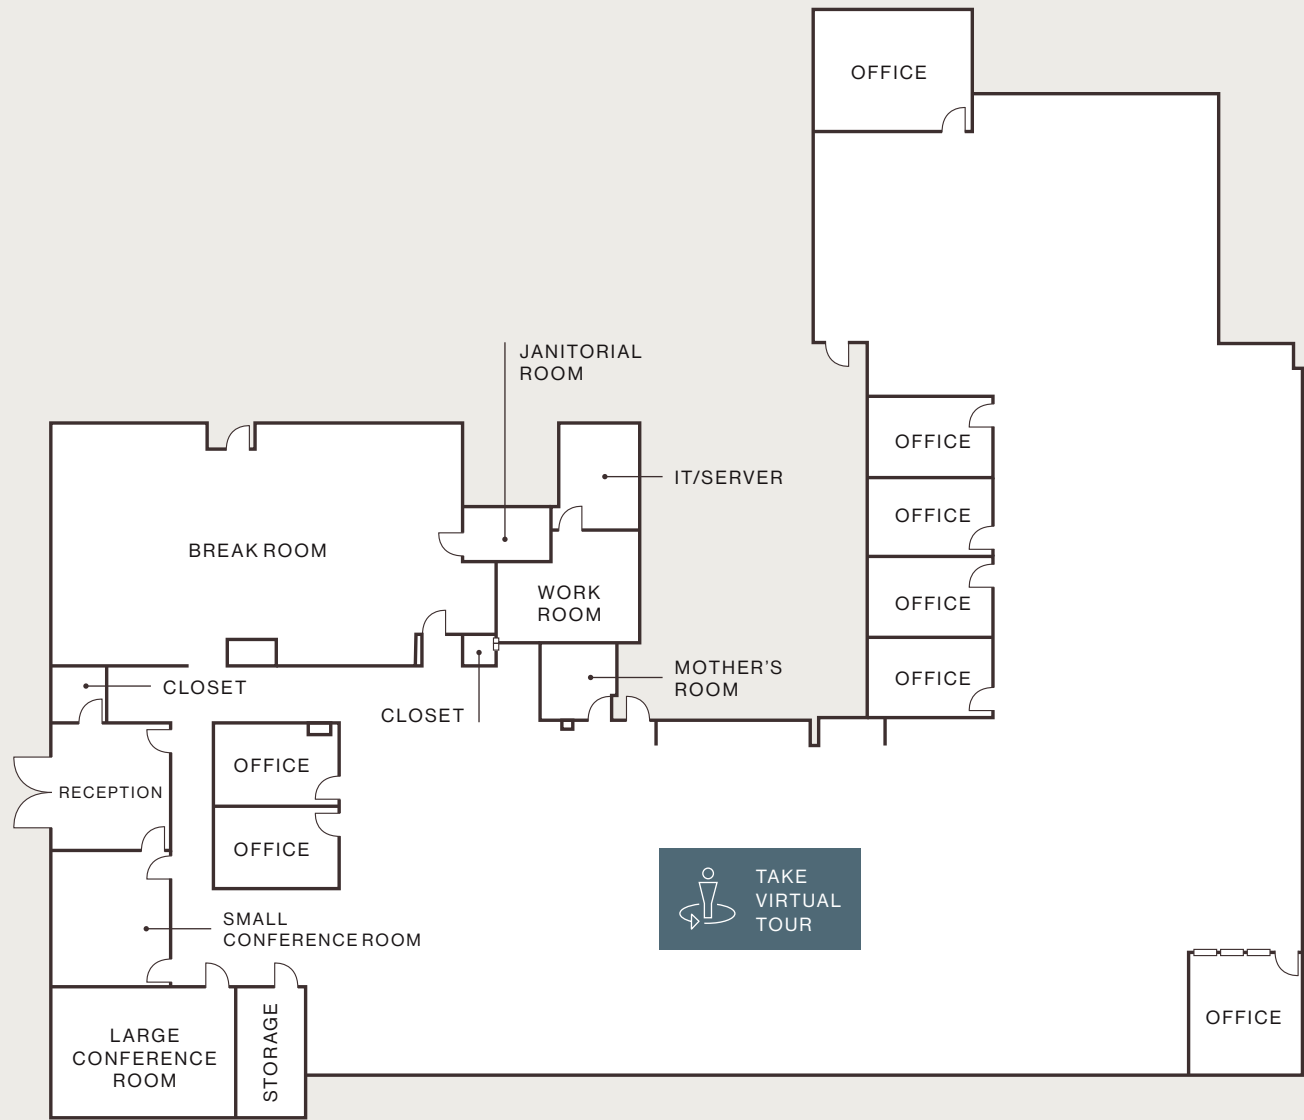 OFFICE
JANITORIAL
ROOM
OFFICE
IT/SERVER
OFFICE
BREAK ROOM
WORK
ROOM
OFFICE
MOTHER'S
ROOM
OFFICE
CLOSET
CLOSET
OFFICE
RECEPTION
OFFICE
TAKE
VIRTUAL
TOUR
SMALL
CONFERENCE ROOM
OFFICE
LARGE
CONFERENCE
ROOM
STORAGE